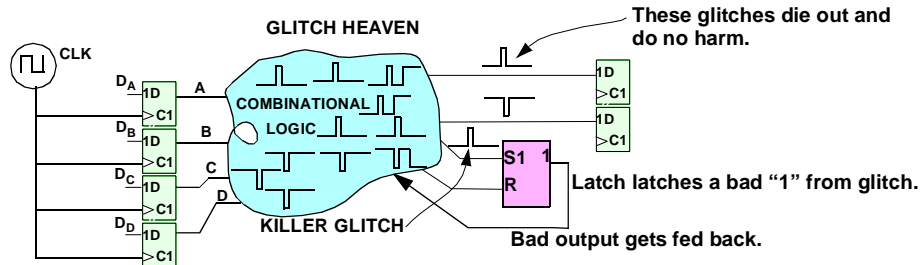 These glitches die out and
do no harm.
GLITCH HEAVEN
CLK
DA
1D
C1
A
DB
1D
C1
B
DC
1D
C1
C
DD
1D
C1
D
COMBINATIONAL
LOGIC
1D
C1
1D
C1
S1 1
R
Latch latches a bad “1” from glitch.
KILLER GLITCH
Bad output gets fed back.